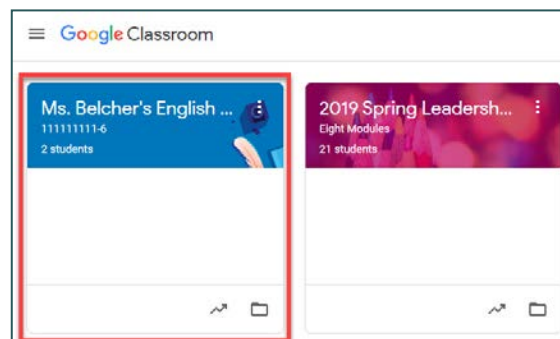 Google Classroom
Ms. Belcher's English ...
111111111-6
2 students
2019 Spring Leadersh...
Eight Modules
21 students